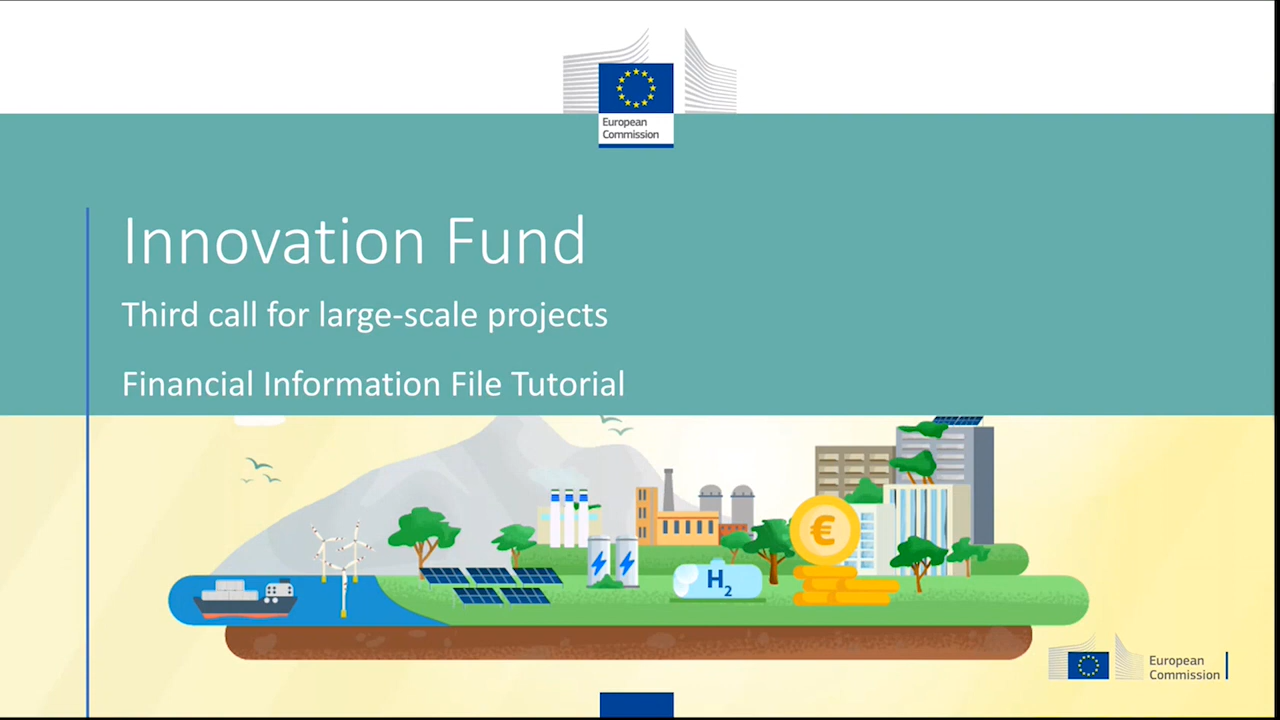 European
Commission
Innovation Fund
Third call for large-scale projects
Financial Information File Tutorial
€
H2
European
Commission